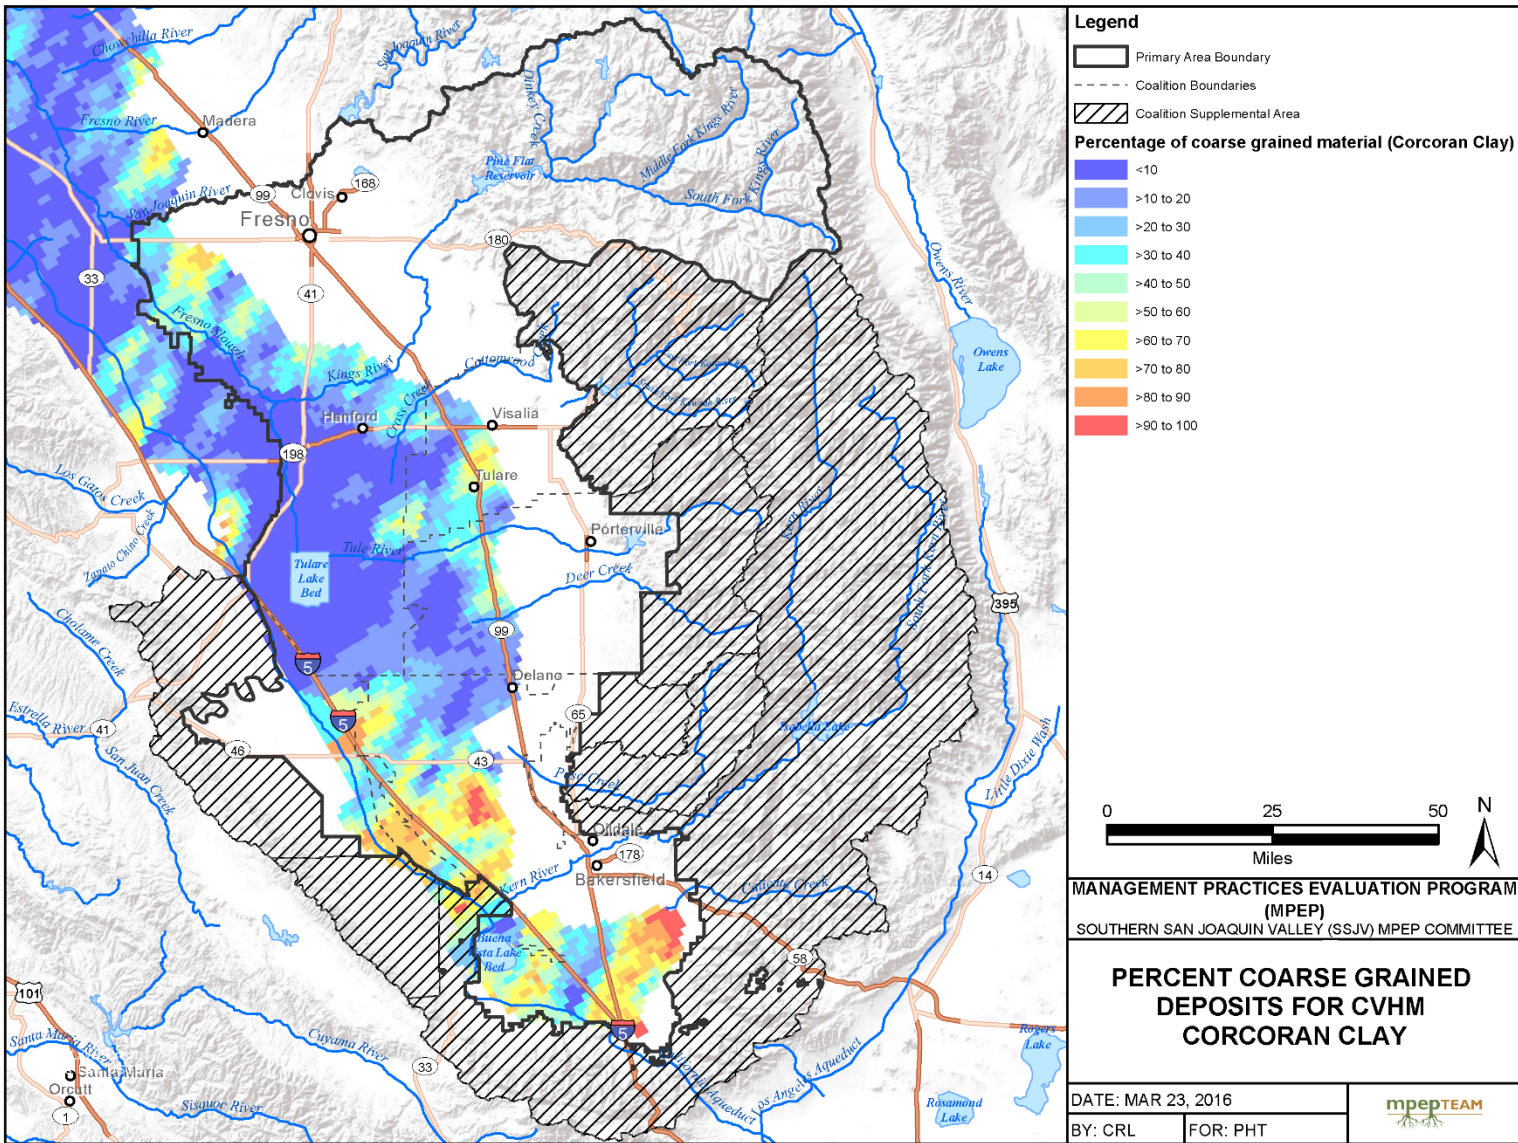 Chowchilla River
San Joaquin River
Fresno River
Madera
Dinkey Creek
Middle Fork Kings River
Pine Flat
Reservoir
South Fork Kings River
San Joaquin River
99
Clovis
168
Fresno
180
33
41
Owens River
Fresno Slough
Owens
Lake
Kings River
Cottonwood Creek
Cross Creek
Hanford
Visalia
198
Los Gatos Creek
Tulare
Kern River
South Fork Kern River
Porterville
Zapato Chino Creek
Tule River
Tulare
Lake
Bed
Deer Creek
Cholame Creek
395
99
5
Delano
Estrella River
41
5
65
Isabella Lake
46
43
San Juan Creek
Poso Creek
Little Dixie Wash
Oildale
178
Kern River
Bakersfield
14
Caliente Creek
Buena
Vista Lake
Bed
58
101
5
Santa Maria River
Cuyama River
33
California Aqueduct
Los Angeles Aqueduct
Rogers
Lake
Santa Maria
Orcutt
1
Sisquoc River
Rosamond
Lake
Legend
Primary Area Boundary
Coalition Boundaries
Coalition Supplemental Area
Percentage of coarse grained material (Corcoran Clay)
<10
>10 to 20
>20 to 30
>30 to 40
>40 to 50
>50 to 60
>60 to 70
>70 to 80
>80 to 90
>90 to 100
0 25 50
Miles
N
MANAGEMENT PRACTICES EVALUATION PROGRAM
(MPEP)
SOUTHERN SAN JOAQUIN VALLEY (SSJV) MPEP COMMITTEE
PERCENT COARSE GRAINED
DEPOSITS FOR CVHM
CORCORAN CLAY
DATE: MAR 23, 2016
BY: CRL
FOR: PHT
mpepTEAM